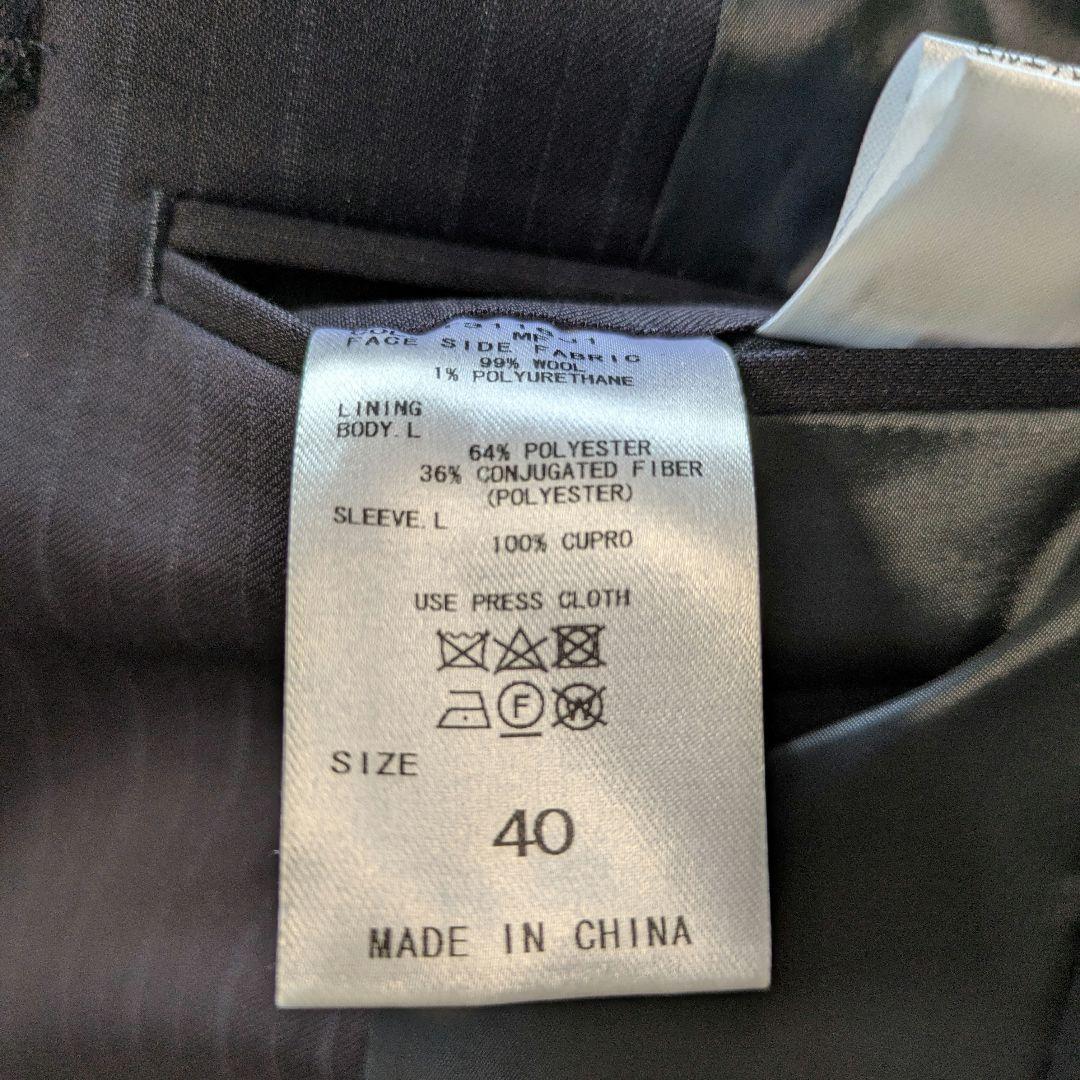 FACE SIDE FABRIC
99% WOOL
1% POLYURETHANE
LINING
BODY.L
64% POLYESTER
36% CONJUGATED FIBER
(POLYESTER)
SLEEVE.L
100% CUPRO
USE PRESS CLOTH
F W
SIZE
40
MADE IN CHINA